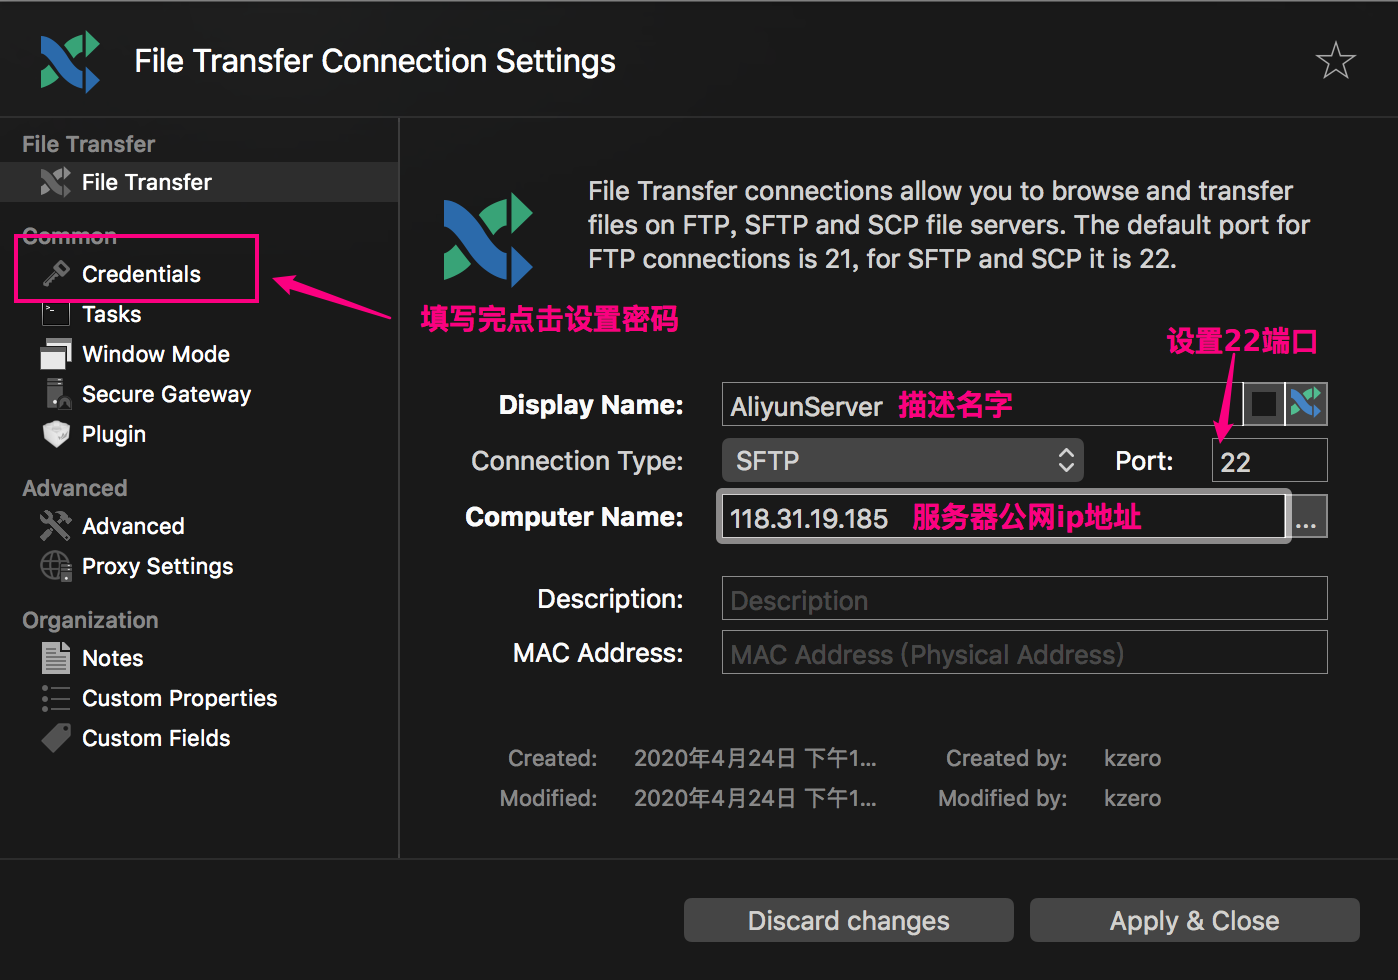 File Transfer Connection Settings
File Transfer
File Transfer
Common
Credentials
Tasks
Window Mode
Secure Gateway
Plugin
Advanced
Advanced
Proxy Settings
Organization
Notes
Custom Properties
Custom Fields
File Transfer connections allow you to browse and transfer
files on FTP, SFTP and SCP file servers. The default port for
FTP connections is 21, for SFTP and SCP it is 22.
填写完点击设置密码
设置22端口
Display Name: AliyunServer 描述名字
Connection Type: SFTP Port: 22
Computer Name: 118.31.19.185 服务器公网ip地址 ...
Description: Description
MAC Address: MAC Address (Physical Address)
Created: 2020年4月24日 下午1... Created by: kzero
Modified: 2020年4月24日 下午1... Modified by: kzero
Discard changes Apply & Close